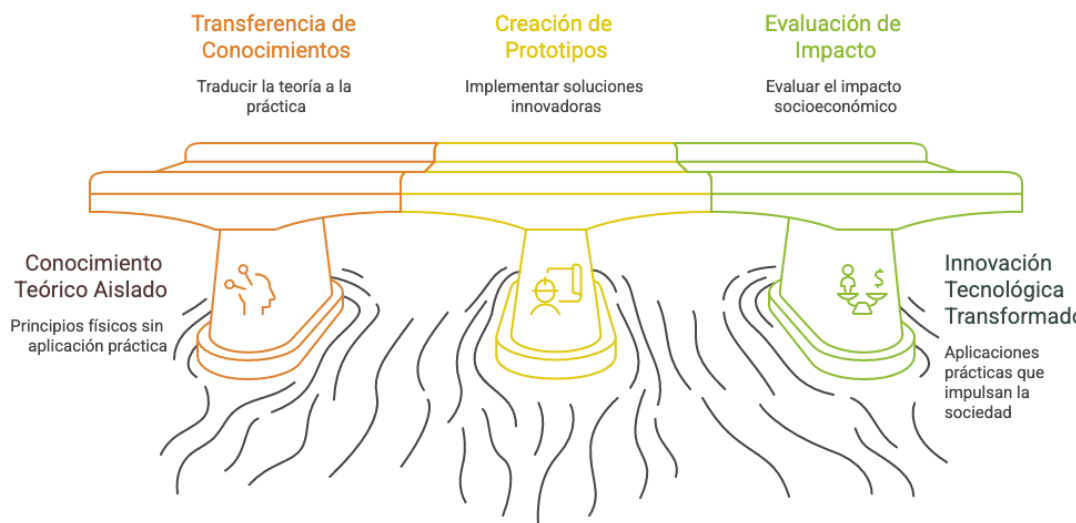 Transferencia de
Conocimientos
Traducir la teoría a la
práctica
Creación de
Prototipos
Implementar soluciones
innovadoras
Evaluación de
Impacto
Evaluar el impacto
socioeconómico
Conocimiento
Teórico Aislado
Principios físicos sin
aplicación práctica
$
Innovación
Tecnológica
Transformado
Aplicaciones
prácticas que
impulsan la
sociedad